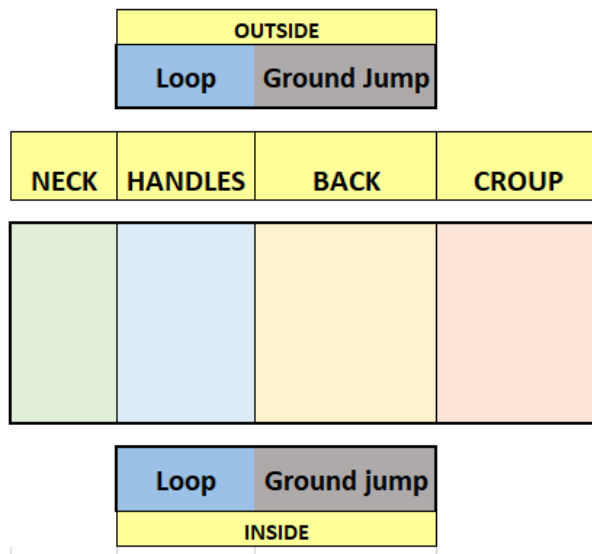 OUTSIDE
Loop Ground Jump
NECK HANDLES BACK CROUP
Loop Ground jump
INSIDE